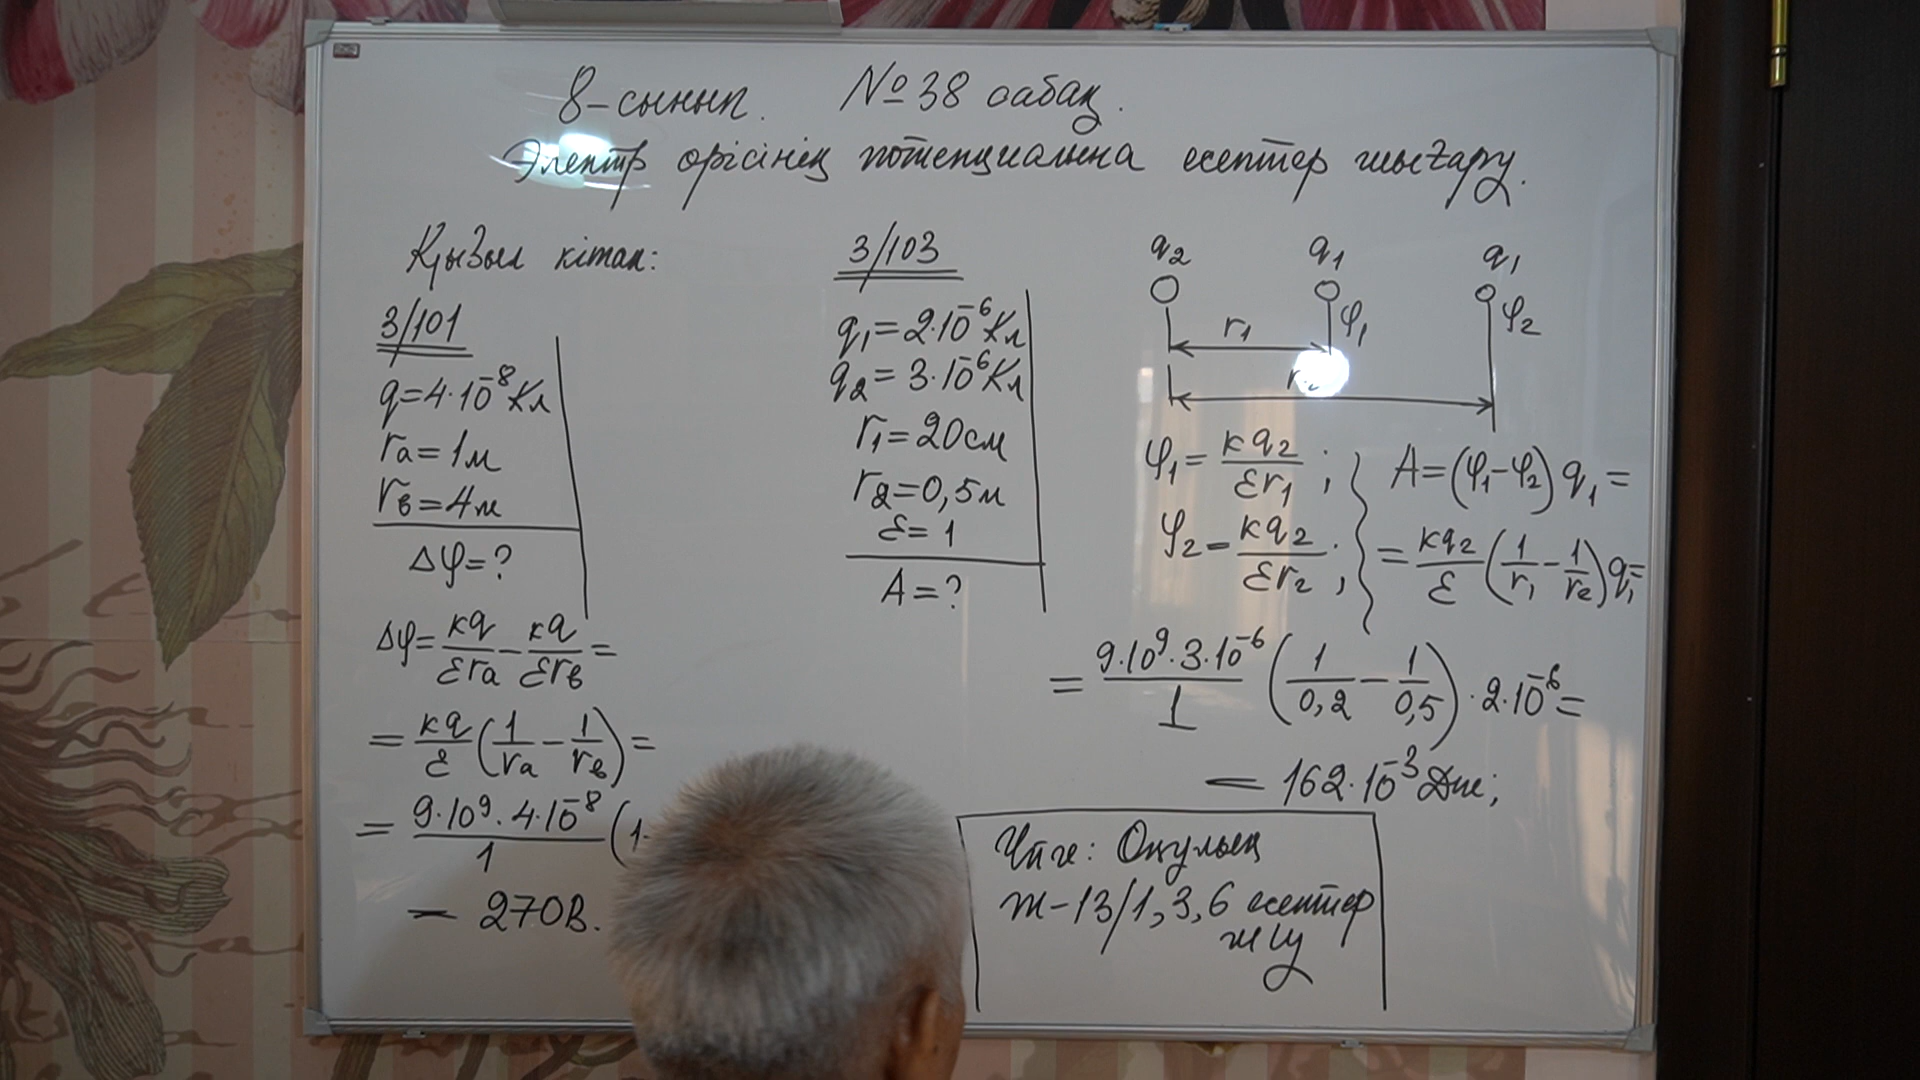 8-сынып. №38 сабақ.
Электр өрісінің потенциалына есептер шығару.
Қызыл кітап:
3/101
q=4·10⁻⁸Кл
rа=1м
rв=4м
Δφ=?
Δφ=kq/εrа-kq/εrв=
=kq/ε(1/rа-1/rв)=
=9·10⁹·4·10⁻⁸/1(1-
=270В.
3/103
q₁=2·10⁻⁶Кл
q₂=3·10⁻⁶Кл
r₁=20см
r₂=0,5м
ε=1
A=?
q₂ q₁ q₁
φ₁ φ₂
r₁
r₂
φ₁=kq₂/εr₁;
φ₂=kq₂/εr₂;
A=(φ₁-φ₂)q₁=
=kq₂/ε(1/r₁-1/r₂)q₁=
=9·10⁹·3·10⁻⁶/1(1/0,2-1/0,5)·2·10⁻⁶=
=162·10⁻³Дж;
Үйге: Оқулық
Ж-13/1,3,6 есептер